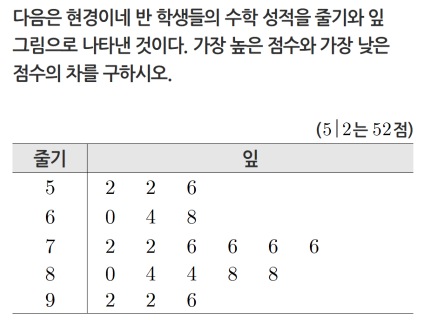 다음은 현경이네 반 학생들의 수학 성적을 줄기와 잎
그림으로 나타낸 것이다. 가장 높은 점수와 가장 낮은
점수의 차를 구하시오.
(5|2는 52점)
줄기 잎
5 2 2 6
6 0 4 8
7 2 2 6 6 6 6
8 0 4 4 8 8
9 2 2 6